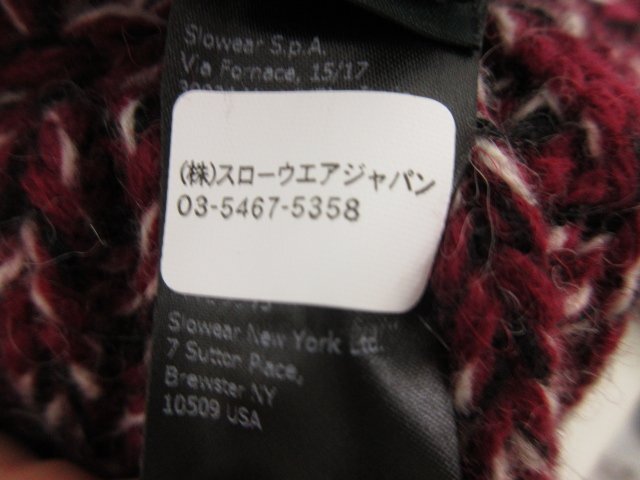 Slowear S.p.A.
Via Fornace, 15/17
(株)スローウエアジャパン
03-5467-5358
Slowear New York Ltd.
7 Sutton Place,
Brewster NY
10509 USA